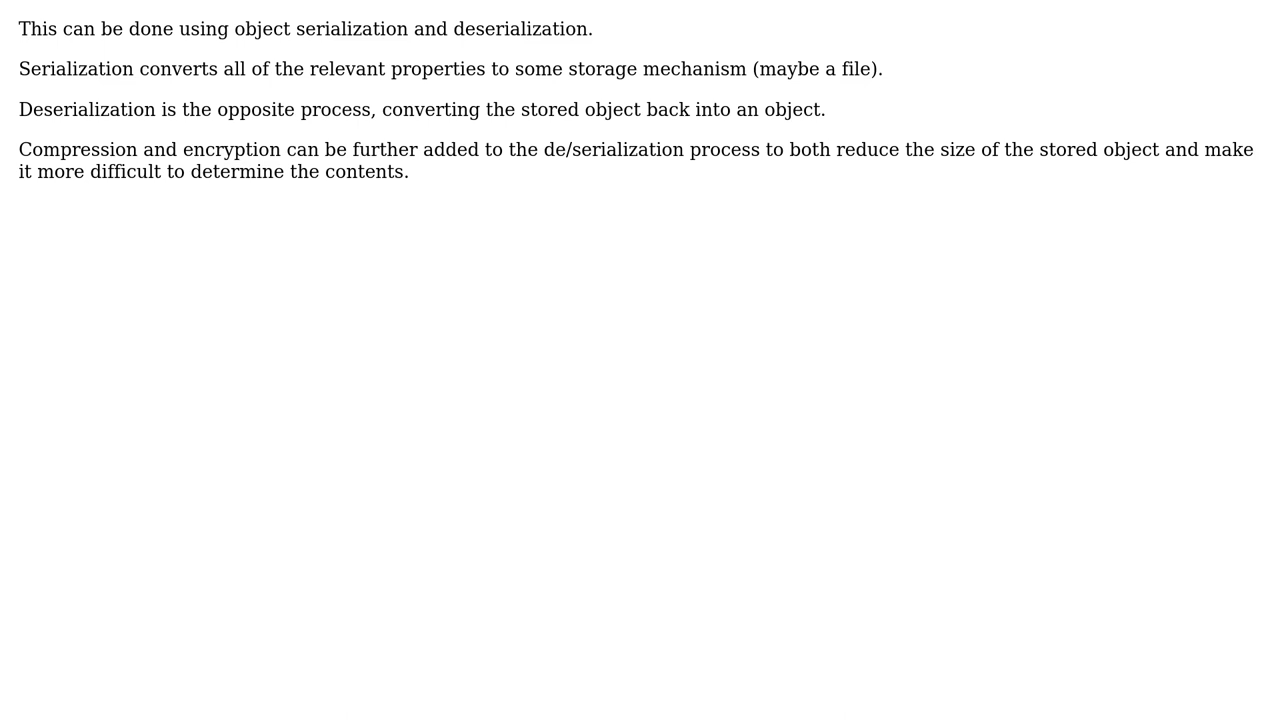 This can be done using object serialization and deserialization.
Serialization converts all of the relevant properties to some storage mechanism (maybe a file).
Deserialization is the opposite process, converting the stored object back into an object.
Compression and encryption can be further added to the de/serialization process to both reduce the size of the stored object and make
it more difficult to determine the contents.